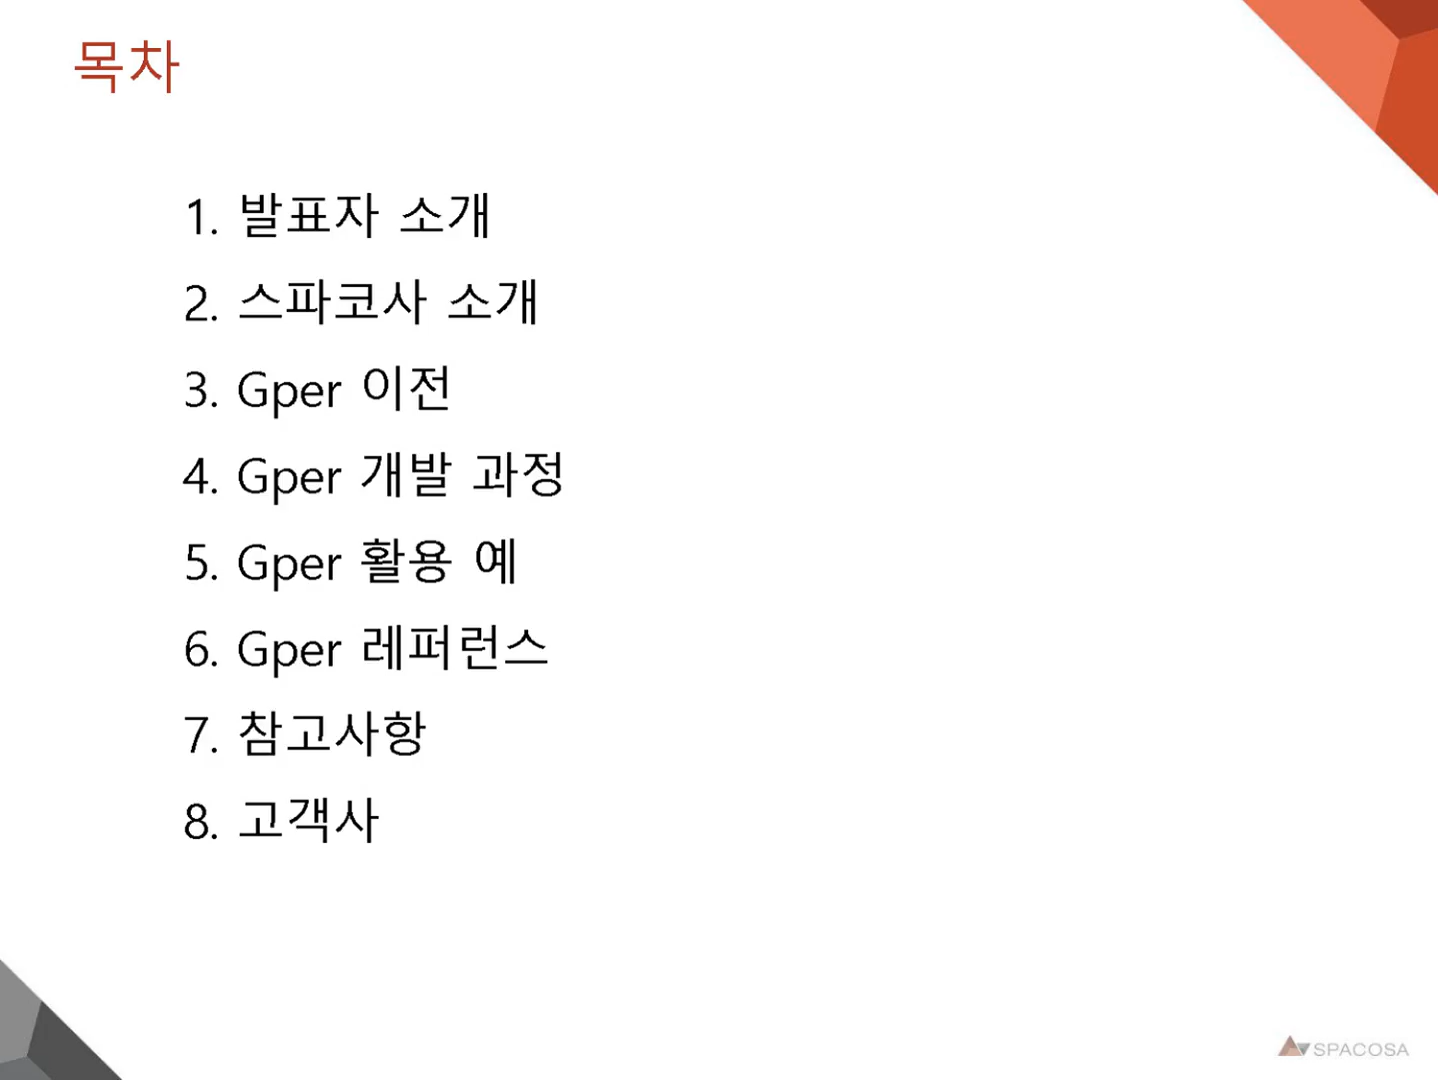 목차
1. 발표자 소개
2. 스파코사 소개
3. Gper 이전
4. Gper 개발 과정
5. Gper 활용 예
6. Gper 레퍼런스
7. 참고사항
8. 고객사
SPACOSA